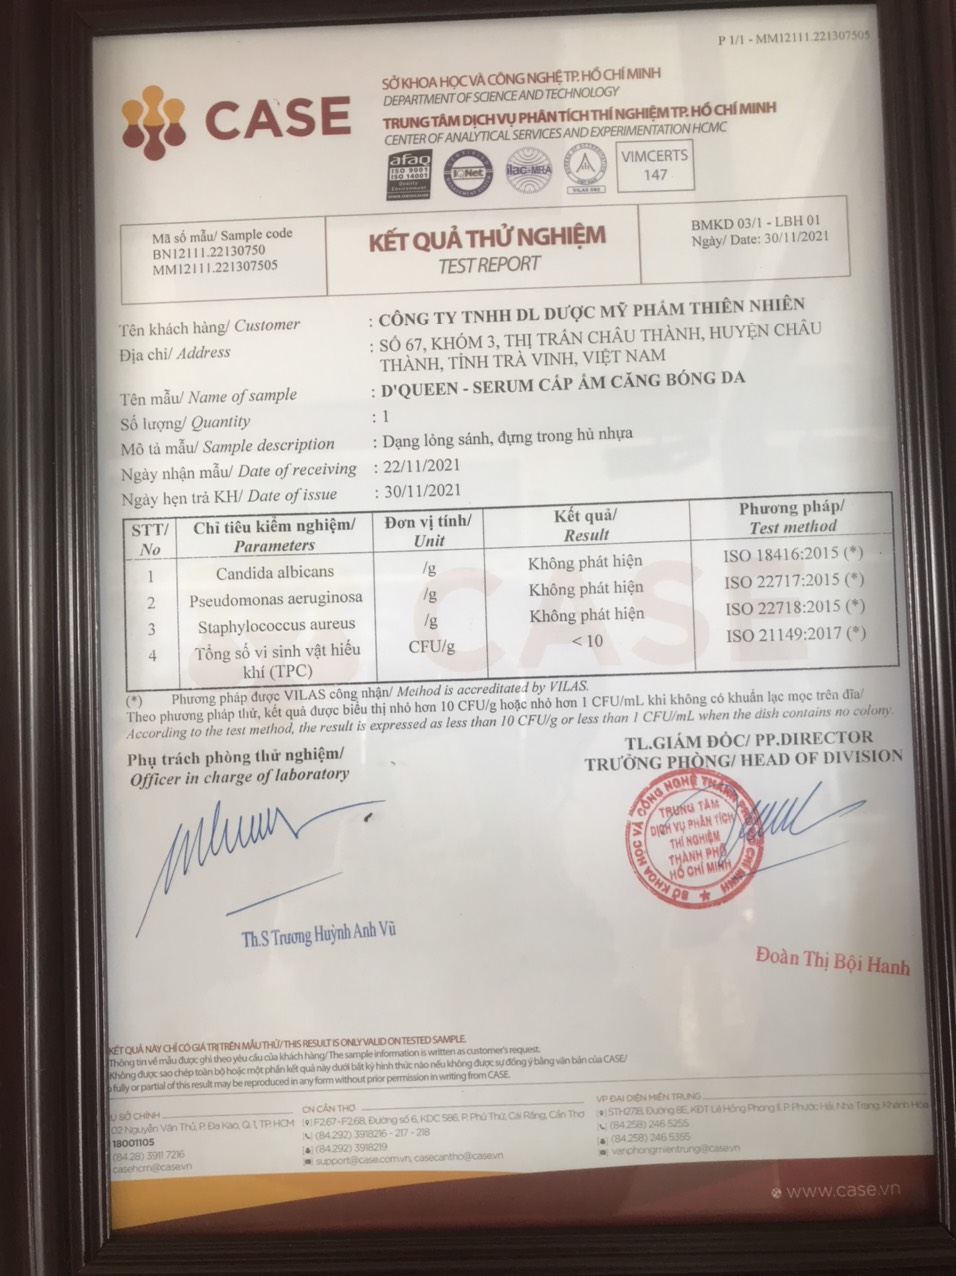 P 1/1 - MM12111.221307505
CASE
SỞ KHOA HỌC VÀ CÔNG NGHỆ TP. HỒ CHÍ MINH
DEPARTMENT OF SCIENCE AND TECHNOLOGY
TRUNG TÂM DỊCH VỤ PHÂN TÍCH THÍ NGHIỆM TP. HỒ CHÍ MINH
CENTER OF ANALYTICAL SERVICES AND EXPERIMENTATION HCMC
afaq
ISO 9001
ISO 14001
Quality
Environment
IQNet
ilac-MRA
VILAS
VIMCERTS
147
Mã số mẫu/ Sample code
BN12111.22130750
MM12111.221307505
KẾT QUẢ THỬ NGHIỆM
TEST REPORT
BMKD 03/1 - LBH 01
Ngày/ Date: 30/11/2021
Tên khách hàng/ Customer : CÔNG TY TNHH DL DƯỢC MỸ PHẨM THIÊN NHIÊN
Địa chỉ/ Address : SỐ 67, KHÓM 3, THỊ TRẤN CHÂU THÀNH, HUYỆN CHÂU
THÀNH, TỈNH TRÀ VINH, VIỆT NAM
Tên mẫu/ Name of sample : D'QUEEN - SERUM CẤP ẨM CĂNG BÓNG DA
Số lượng/ Quantity : 1
Mô tả mẫu/ Sample description : Dạng lỏng sánh, đựng trong hủ nhựa
Ngày nhận mẫu/ Date of receiving : 22/11/2021
Ngày hẹn trả KH/ Date of issue : 30/11/2021
STT/ No Chỉ tiêu kiểm nghiệm/ Parameters Đơn vị tính/ Unit Kết quả/ Result Phương pháp/ Test method
1 Candida albicans /g Không phát hiện ISO 18416:2015 (*)
2 Pseudomonas aeruginosa /g Không phát hiện ISO 22717:2015 (*)
3 Staphylococcus aureus /g Không phát hiện ISO 22718:2015 (*)
4 Tổng số vi sinh vật hiếu CFU/g < 10 ISO 21149:2017 (*)
khí (TPC)
(*) Phương pháp được VILAS công nhận/ Method is accreditated by VILAS.
Theo phương pháp thử, kết quả được biểu thị nhỏ hơn 10 CFU/g hoặc nhỏ hơn 1 CFU/mL khi không có khuẩn lạc mọc trên đĩa/
According to the test method, the result is expressed as less than 10 CFU/g or less than 1 CFU/mL when the dish contains no colony.
Phụ trách phòng thử nghiệm/
Officer in charge of laboratory
TL.GIÁM ĐỐC/ PP.DIRECTOR
TRƯỞNG PHÒNG/ HEAD OF DIVISION
TRUNG TÂM
DỊCH VỤ PHÂN TÍCH
THÍ NGHIỆM
THÀNH PHỐ
HỒ CHÍ MINH
Th.S Trương Huỳnh Anh Vũ
Đoàn Thị Bội Hanh
KẾT QUẢ NÀY CHỈ CÓ GIÁ TRỊ TRÊN MẪU THỬ/ THIS RESULT IS ONLY VALID ON TESTED SAMPLE.
Thông tin về mẫu được ghi theo yêu cầu của khách hàng/ The sample information is written as customer's request.
Không được sao chép toàn bộ hoặc một phần kết quả này dưới bất kỳ hình thức nào nếu không được sự đồng ý bằng văn bản của CASE/
fully or partial of this result may be reproduced in any form without prior permission in writing from CASE.
Ụ SỞ CHÍNH
02 Nguyễn Văn Thủ, P. Đa Kao, Q. 1, TP. HCM
18001105
(84.28) 3911 7216
casehcm@case.vn
CN CẦN THƠ
F2.67 - F2.68, Đường số 6, KDC 586, P. Phú Thứ, Cái Răng, Cần Thơ
(84.292) 3918216 - 217 - 218
(84.292) 3918219
support@case.com.vn, casecantho@case.vn
VP ĐẠI DIỆN MIỀN TRUNG
STH27B, Đường 8E, KĐT Lê Hồng Phong II, P. Phước Hải, Nha Trang, Khánh Hòa
(84.258) 246 5255
(84.258) 246 5355
vanphongmientrung@case.vn
www.case.vn